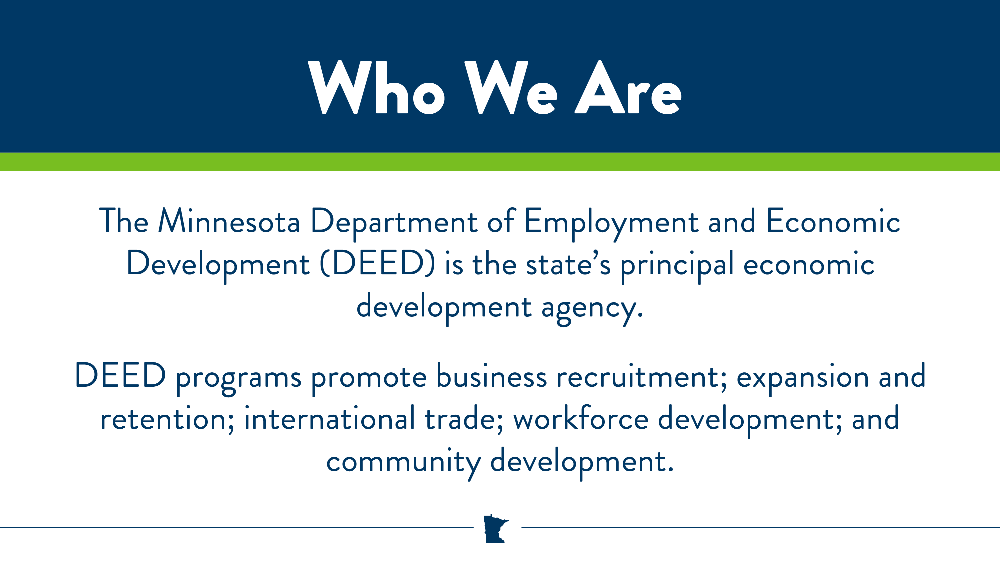 Who We Are
The Minnesota Department of Employment and Economic
Development (DEED) is the state’s principal economic
development agency.
DEED programs promote business recruitment; expansion and
retention; international trade; workforce development; and
community development.